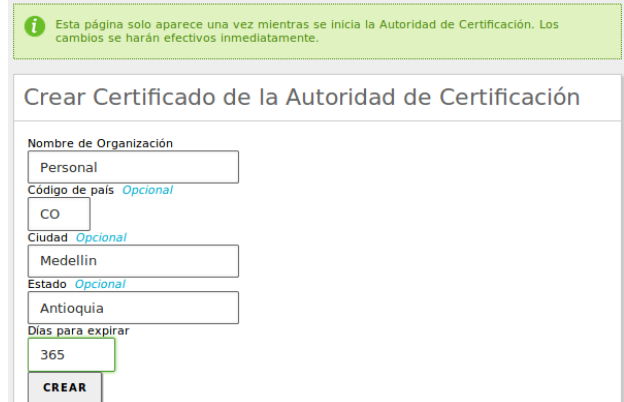 Esta página solo aparece una vez mientras se inicia la Autoridad de Certificación. Los
cambios se harán efectivos inmediatamente.
Crear Certificado de la Autoridad de Certificación
Nombre de Organización
Personal
Código de país Opcional
CO
Ciudad Opcional
Medellin
Estado Opcional
Antioquia
Días para expirar
365
CREAR